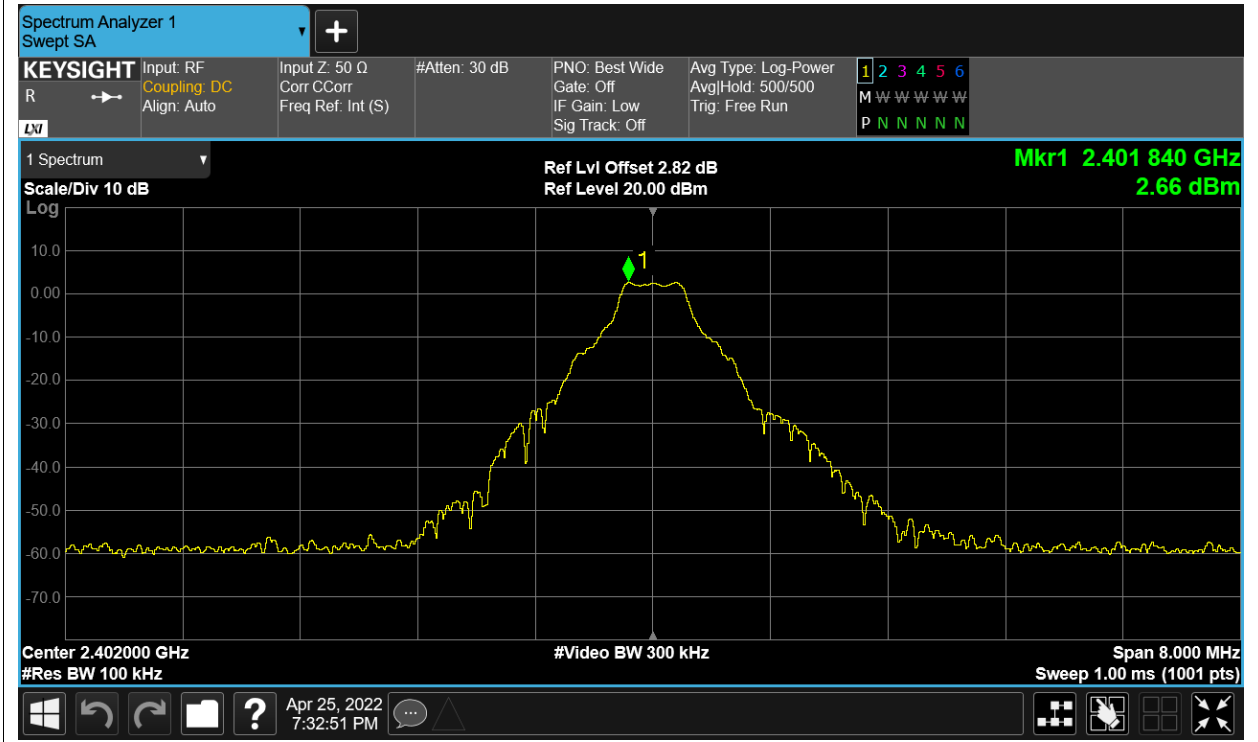 Spectrum Analyzer 1
Swept SA
KEYSIGHT
R
LXI
Input: RF
Coupling: DC
Align: Auto
Input Z: 50 Ω
Corr CCorr
Freq Ref: Int (S)
#Atten: 30 dB
PNO: Best Wide
Gate: Off
IF Gain: Low
Sig Track: Off
Avg Type: Log-Power
Avg|Hold: 500/500
Trig: Free Run
1 2 3 4 5 6
M W W W W W W
P N N N N N N
1 Spectrum
Scale/Div 10 dB
Log
Ref Lvl Offset 2.82 dB
Ref Level 20.00 dBm
Mkr1 2.401 840 GHz
2.66 dBm
1
10.0
0.00
-10.0
-20.0
-30.0
-40.0
-50.0
-60.0
-70.0
Center 2.402000 GHz
#Res BW 100 kHz
#Video BW 300 kHz
Span 8.000 MHz
Sweep 1.00 ms (1001 pts)
?
Apr 25, 2022
7:32:51 PM